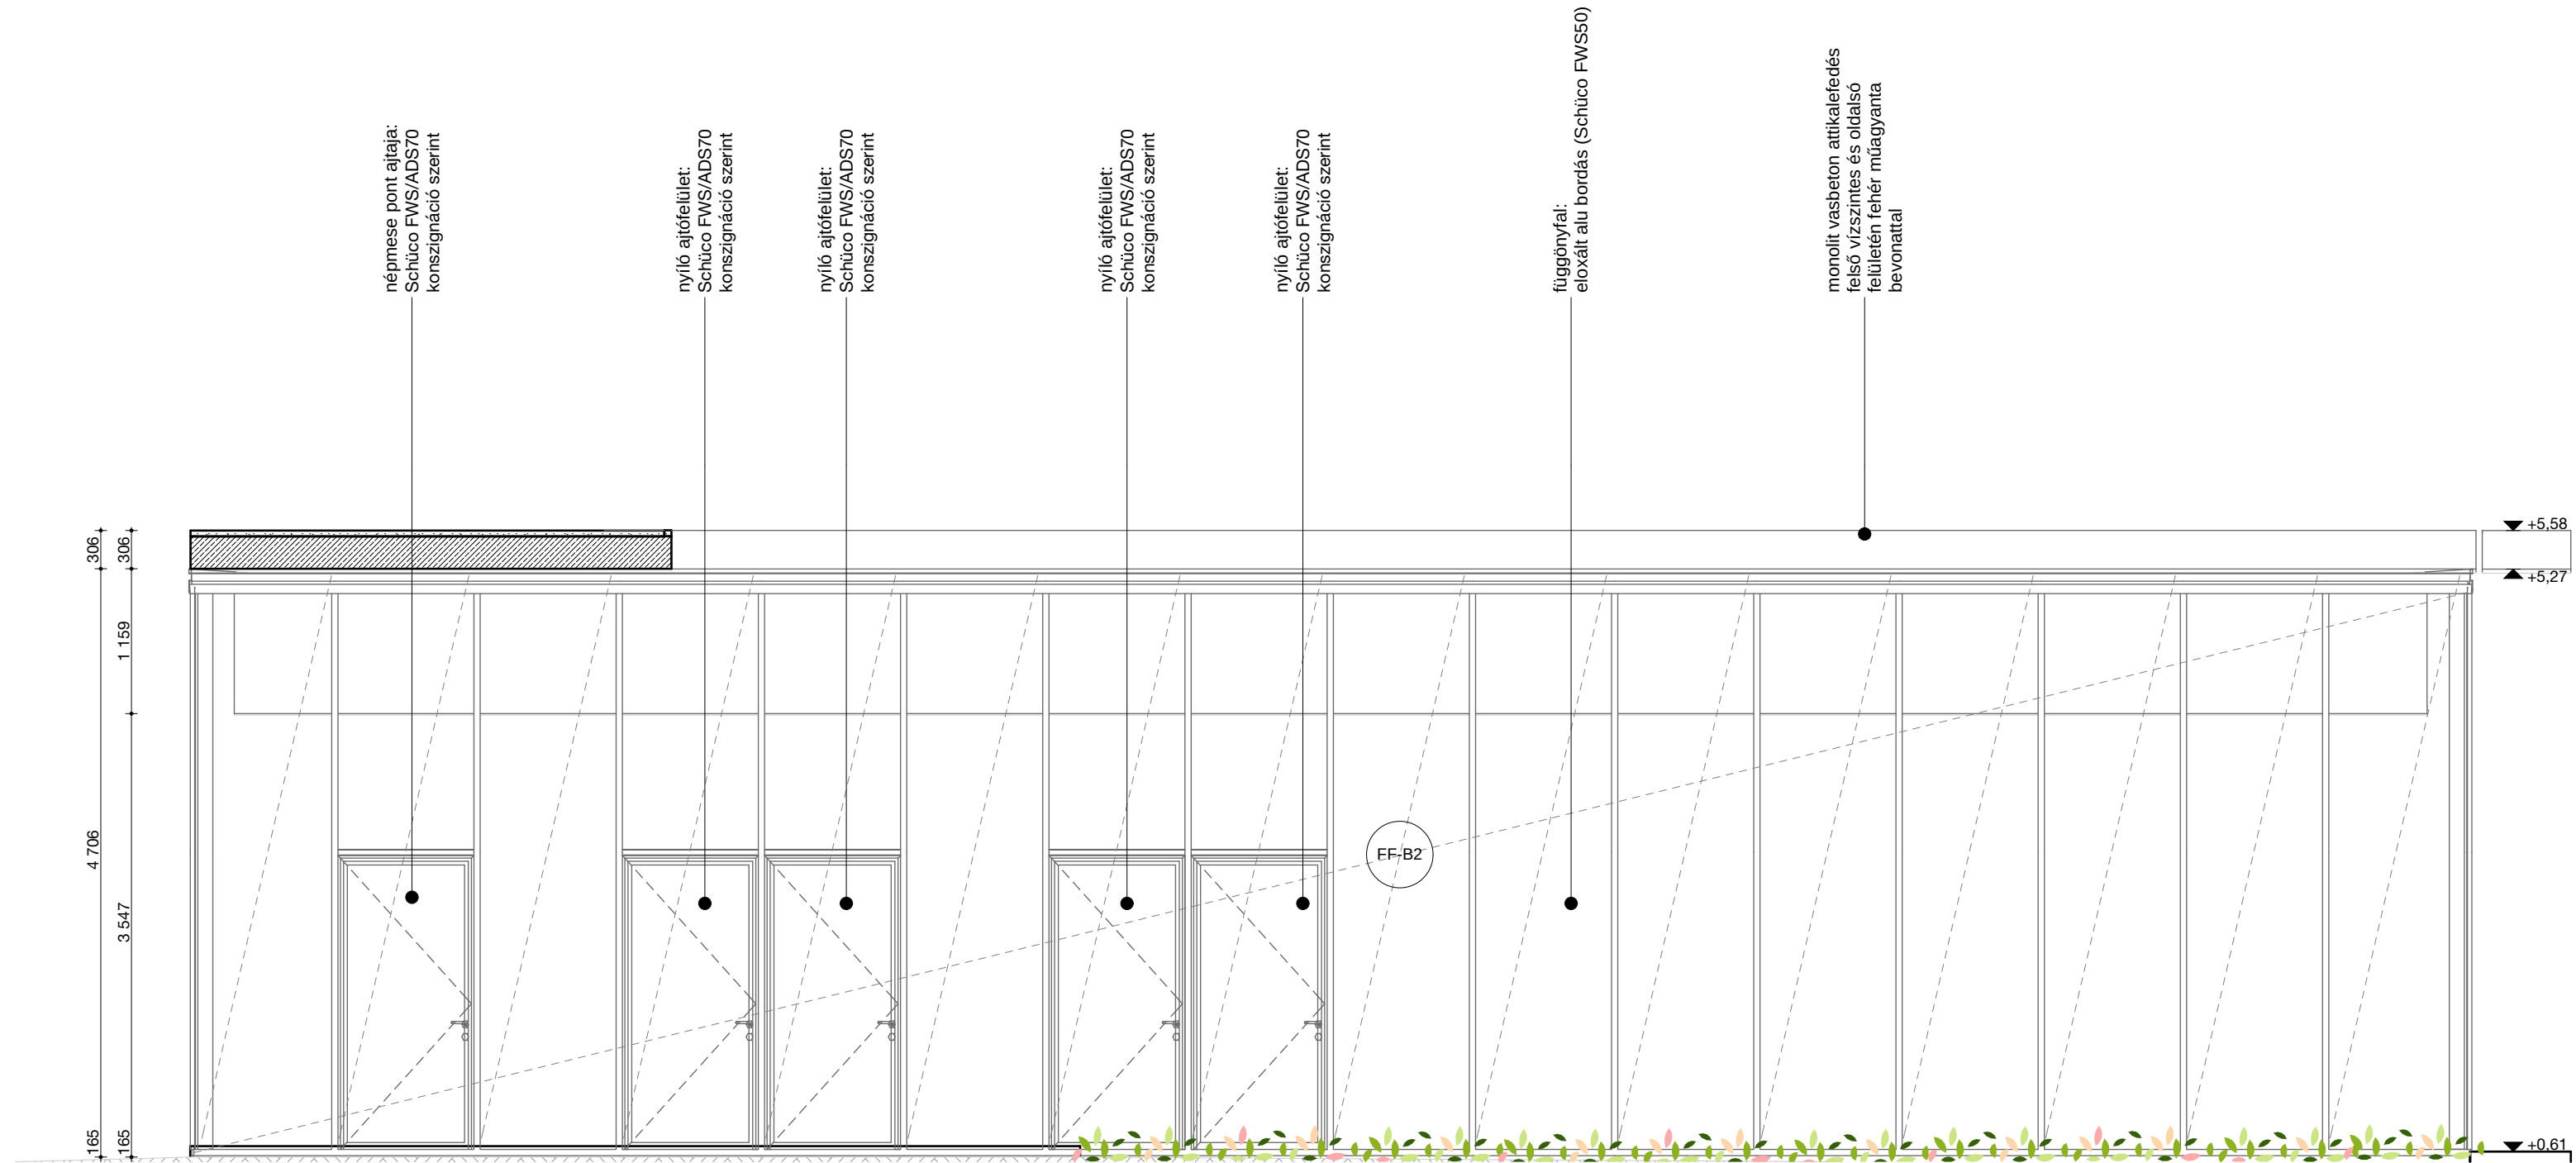 népmese pont ajtaja:
Schüco FWS/ADS70
konszignáció szerint
nyíló ajtófelület:
Schüco FWS/ADS70
konszignáció szerint
nyíló ajtófelület:
Schüco FWS/ADS70
konszignáció szerint
nyíló ajtófelület:
Schüco FWS/ADS70
konszignáció szerint
nyíló ajtófelület:
Schüco FWS/ADS70
konszignáció szerint
függönyfal:
eloxált alu bordás (Schüco FWS50)
monolit vasbeton attikalefedés
felső vízszintes és oldalsó
felületén fehér műagyanta
bevonattal
306
306
+5,58
+5,27
1 159
4 706
3 547
FF-B2
165
165
+0,61